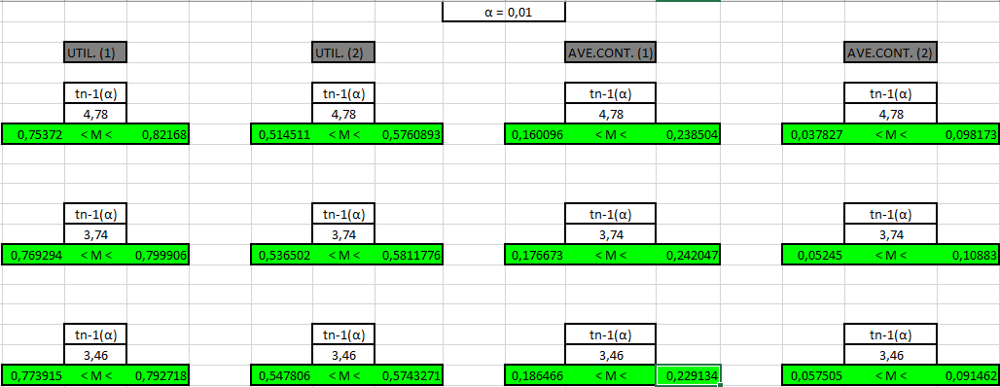 α = 0,01
UTIL. (1) UTIL. (2) AVE.CONT. (1) AVE.CONT. (2)
tn-1(α) tn-1(α) tn-1(α) tn-1(α)
4,78 4,78 4,78 4,78
0,75372 < M < 0,82168 0,514511 < M < 0,5760893 0,160096 < M < 0,238504 0,037827 < M < 0,098173
tn-1(α) tn-1(α) tn-1(α) tn-1(α)
3,74 3,74 3,74 3,74
0,769294 < M < 0,799906 0,536502 < M < 0,5811776 0,176673 < M < 0,242047 0,05245 < M < 0,10883
tn-1(α) tn-1(α) tn-1(α) tn-1(α)
3,46 3,46 3,46 3,46
0,773915 < M < 0,792718 0,547806 < M < 0,5743271 0,186466 < M < 0,229134 0,057505 < M < 0,091462